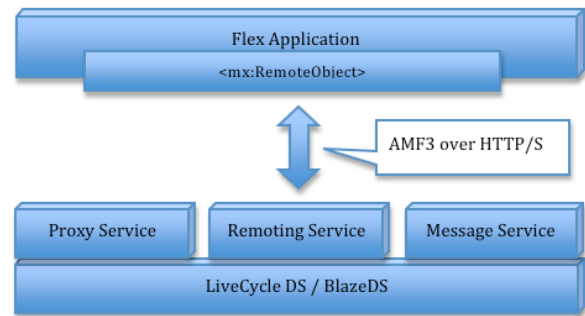 Flex Application
<mx:RemoteObject>
AMF3 over HTTP/S
Proxy Service
Remoting Service
Message Service
LiveCycle DS / BlazeDS